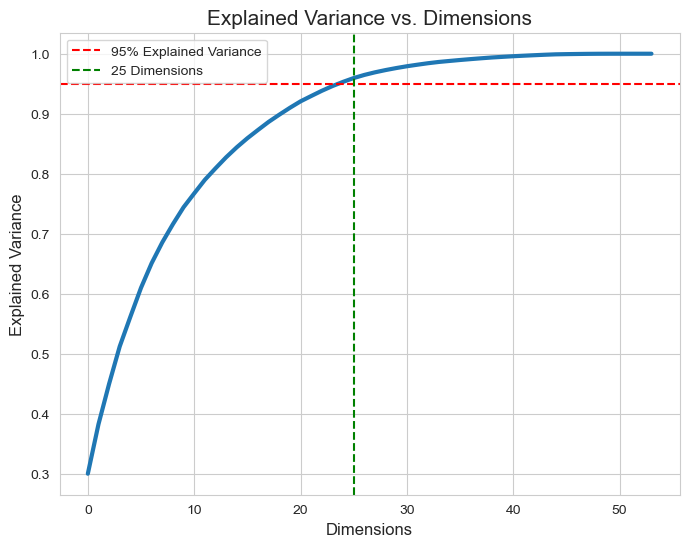 Explained Variance vs. Dimensions
95% Explained Variance
25 Dimensions
1.0
0.9
0.8
0.7
0.6
0.5
0.4
0.3
Explained Variance
0 10 20 30 40 50
Dimensions